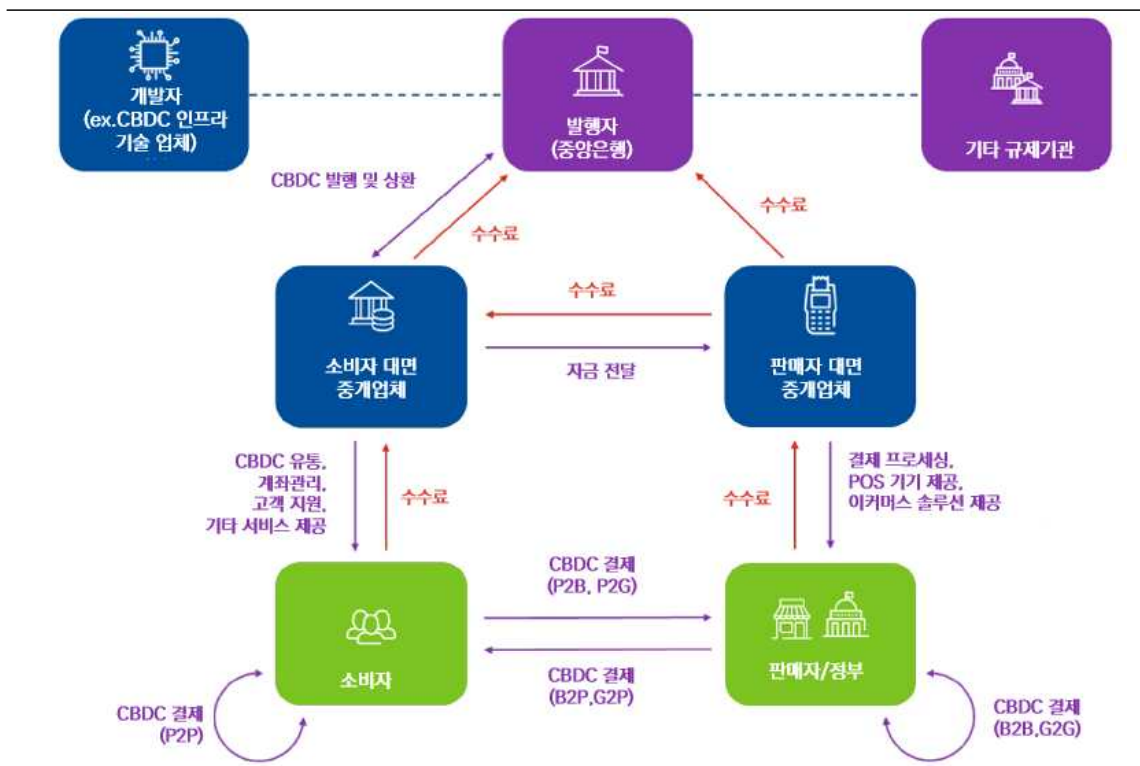 개발자
(ex.CBDC 인프라
기술 업체)
발행자
(중앙은행)
기타 규제기관
CBDC 발행 및 상환
수수료
수수료
소비자 대면
중개업체
수수료
자금 전달
판매자 대면
중개업체
CBDC 유통,
계좌관리,
고객 지원,
기타 서비스 제공
수수료
수수료
결제 프로세싱,
POS 기기 제공,
이커머스 솔루션 제공
소비자
CBDC 결제
(P2B, P2G)
CBDC 결제
(B2P,G2P)
판매자/정부
CBDC 결제
(P2P)
CBDC 결제
(B2B,G2G)